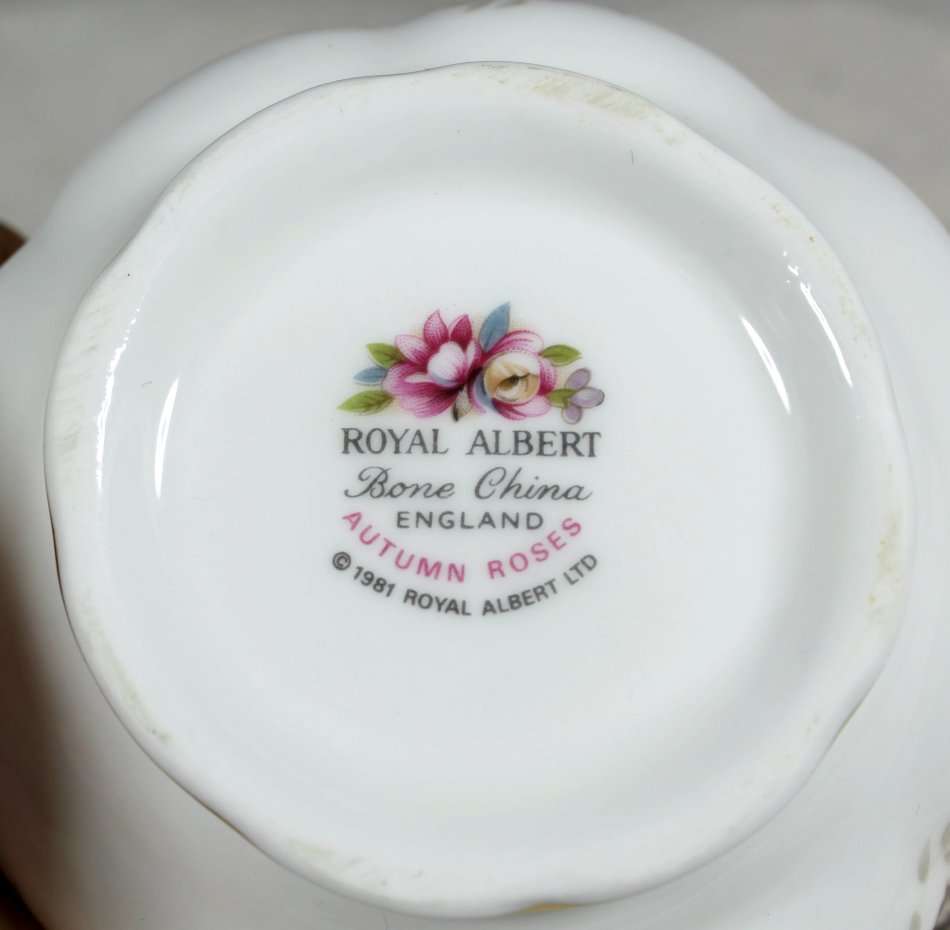 ROYAL ALBERT
Bone China
ENGLAND
AUTUMN ROSES
© 1981 ROYAL ALBERT LTD